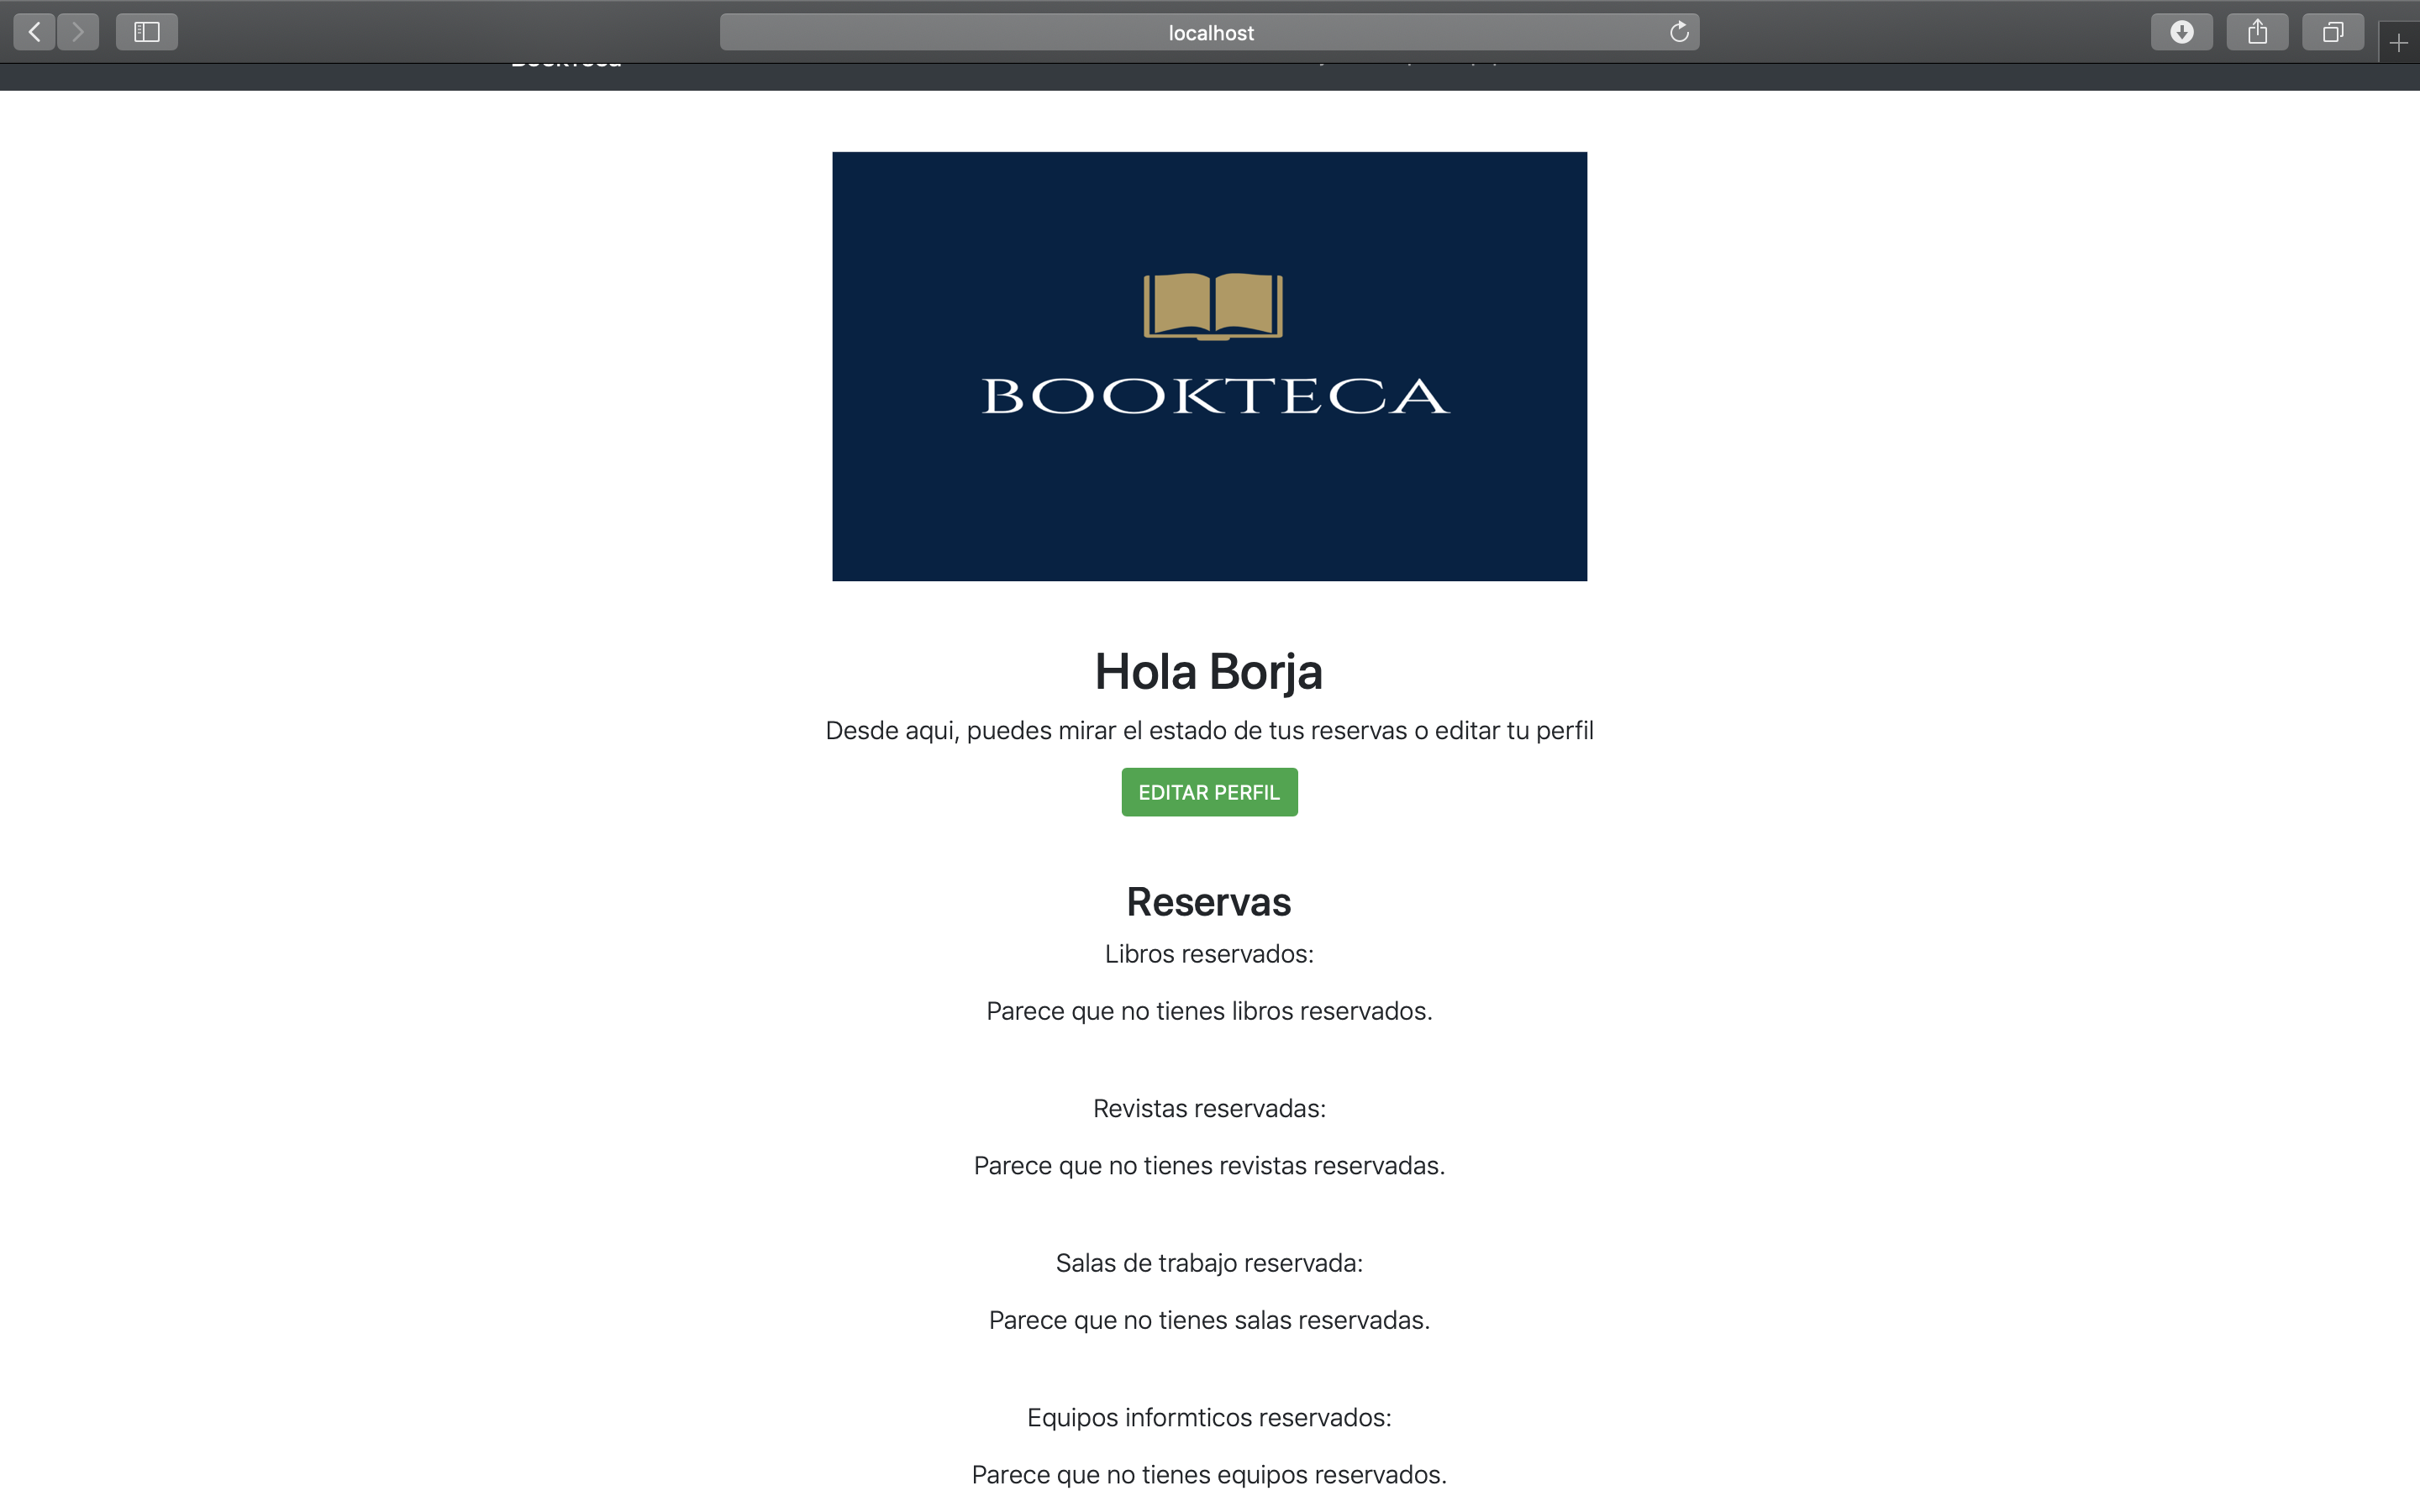 localhost
BOOKTECA
Hola Borja
Desde aqui, puedes mirar el estado de tus reservas o editar tu perfil
EDITAR PERFIL
Reservas
Libros reservados:
Parece que no tienes libros reservados.
Revistas reservadas:
Parece que no tienes revistas reservadas.
Salas de trabajo reservada:
Parece que no tienes salas reservadas.
Equipos informticos reservados:
Parece que no tienes equipos reservados.